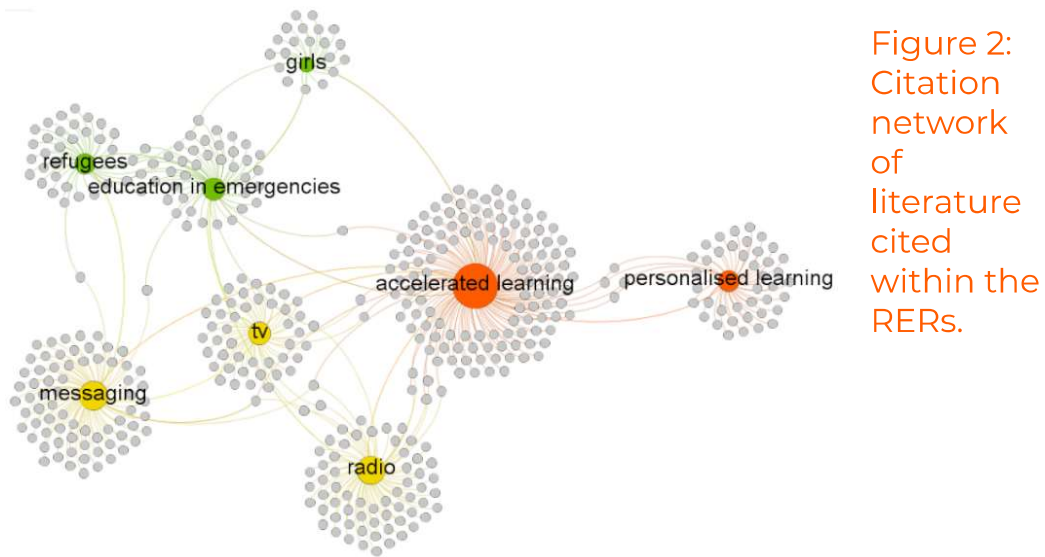 girls
refugees
education in emergencies
accelerated learning
personalised learning
tv
messaging
radio
Figure 2:
Citation
network
of
literature
cited
within the
RERs.